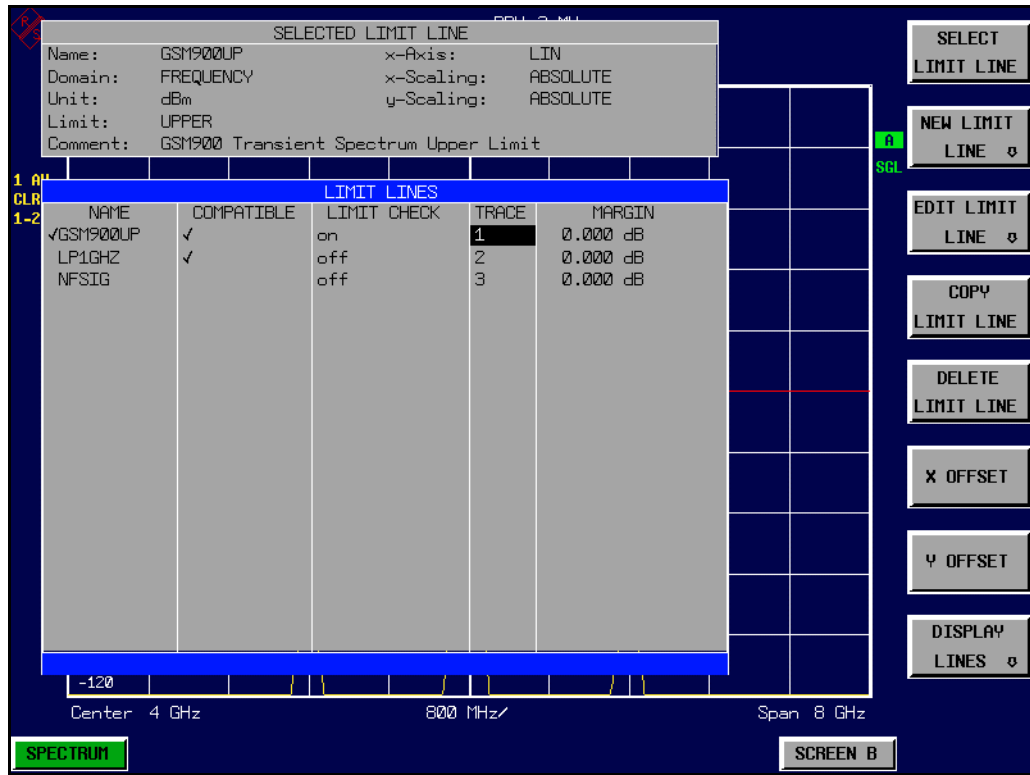 R/S
SELECTED LIMIT LINE
Name: GSM900UP x-Axis: LIN
Domain: FREQUENCY x-Scaling: ABSOLUTE
Unit: dBm y-Scaling: ABSOLUTE
Limit: UPPER
Comment: GSM900 Transient Spectrum Upper Limit
A
SGL
1 A
CLR
1-2
LIMIT LINES
NAME COMPATIBLE LIMIT CHECK TRACE MARGIN
✓GSM900UP ✓ on 1 0.000 dB
LP1GHZ ✓ off 2 0.000 dB
NFSIG off 3 0.000 dB
-120
Center 4 GHz 800 MHz/ Span 8 GHz
SPECTRUM
SCREEN B
SELECT
LIMIT LINE
NEW LIMIT
LINE ⇩
EDIT LIMIT
LINE ⇩
COPY
LIMIT LINE
DELETE
LIMIT LINE
X OFFSET
Y OFFSET
DISPLAY
LINES ⇩